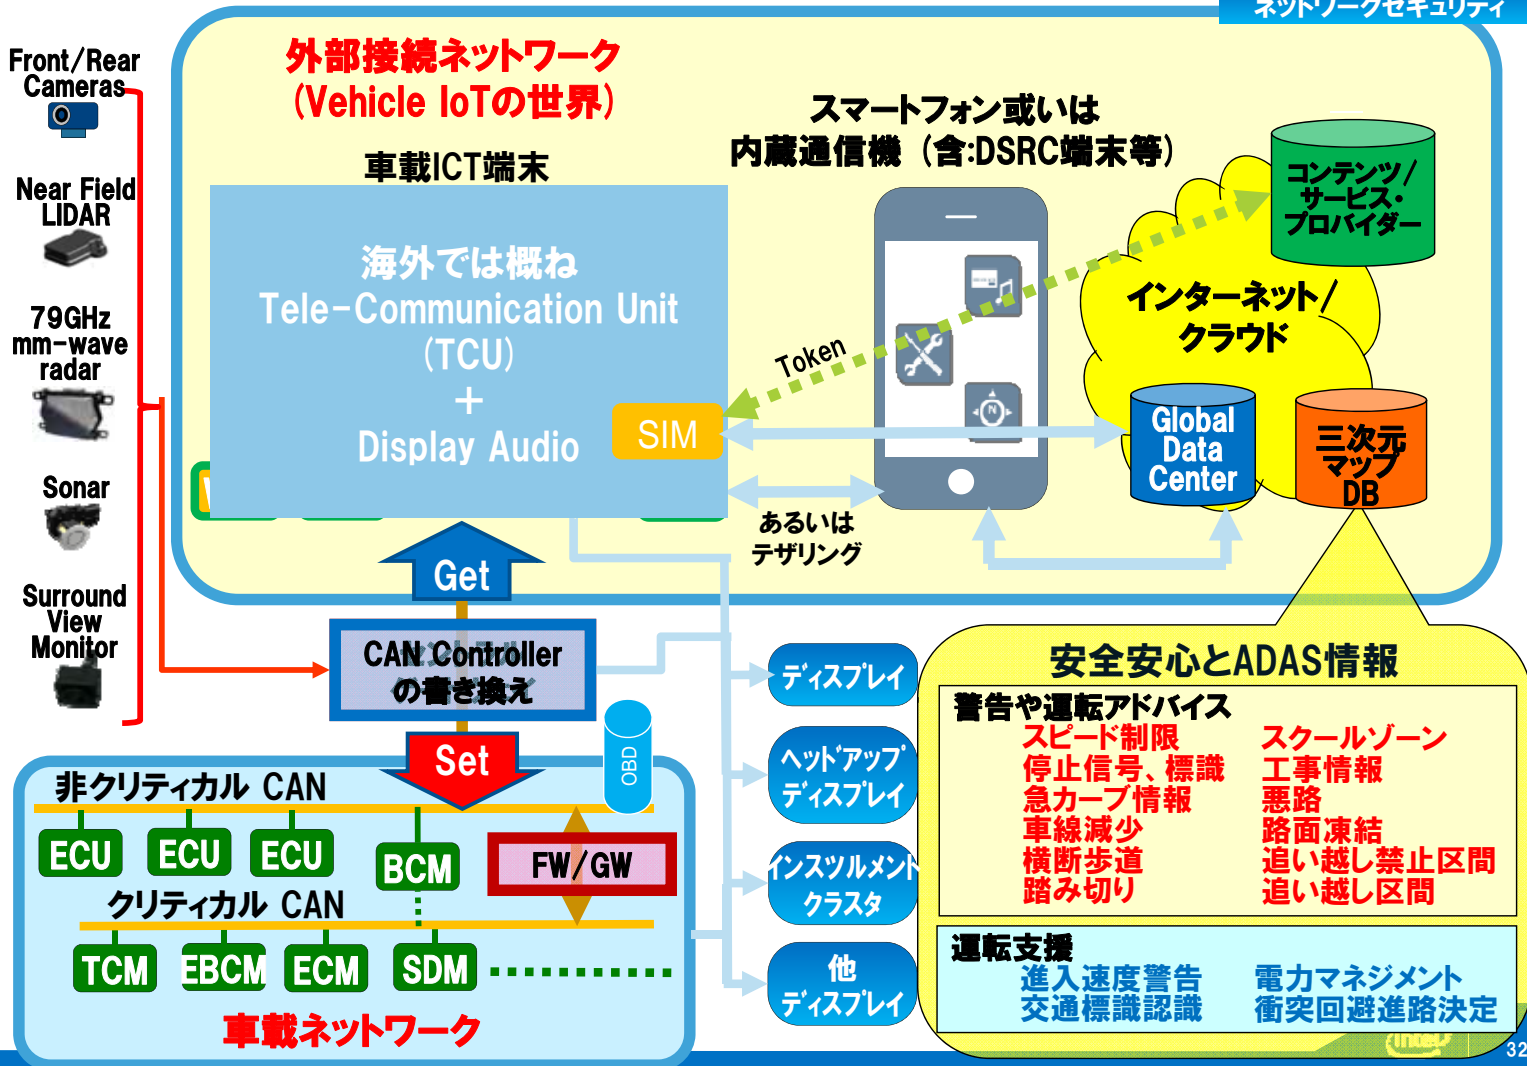 ネットワークセキュリティ
Front/Rear
Cameras
Near Field
LIDAR
79GHz
mm-wave
radar
Sonar
Surround
View
Monitor
外部接続ネットワーク
(Vehicle IoTの世界)
車載ICT端末
海外では概ね
Tele-Communication Unit
(TCU)
+
Display Audio
SIM
スマートフォン或いは
内蔵通信機（含:DSRC端末等）
Token
N
コンテンツ/
サービス・
プロバイダー
インターネット/
クラウド
Global
Data
Center
三次元
マップ
DB
あるいは
テザリング
Get
CAN Controller
の書き換え
Set
OBD
非クリティカル CAN
ECU
ECU
ECU
BCM
FW/GW
クリティカル CAN
TCM
EBCM
ECM
SDM
車載ネットワーク
ディスプレイ
ヘッドアップ
ディスプレイ
インスツルメント
クラスタ
他
ディスプレイ
安全安心とADAS情報
警告や運転アドバイス
スピード制限
停止信号、標識
急カーブ情報
車線減少
横断歩道
踏み切り
スクールゾーン
工事情報
悪路
路面凍結
追い越し禁止区間
追い越し区間
運転支援
進入速度警告
交通標識認識
電力マネジメント
衝突回避進路決定
(intel)
32